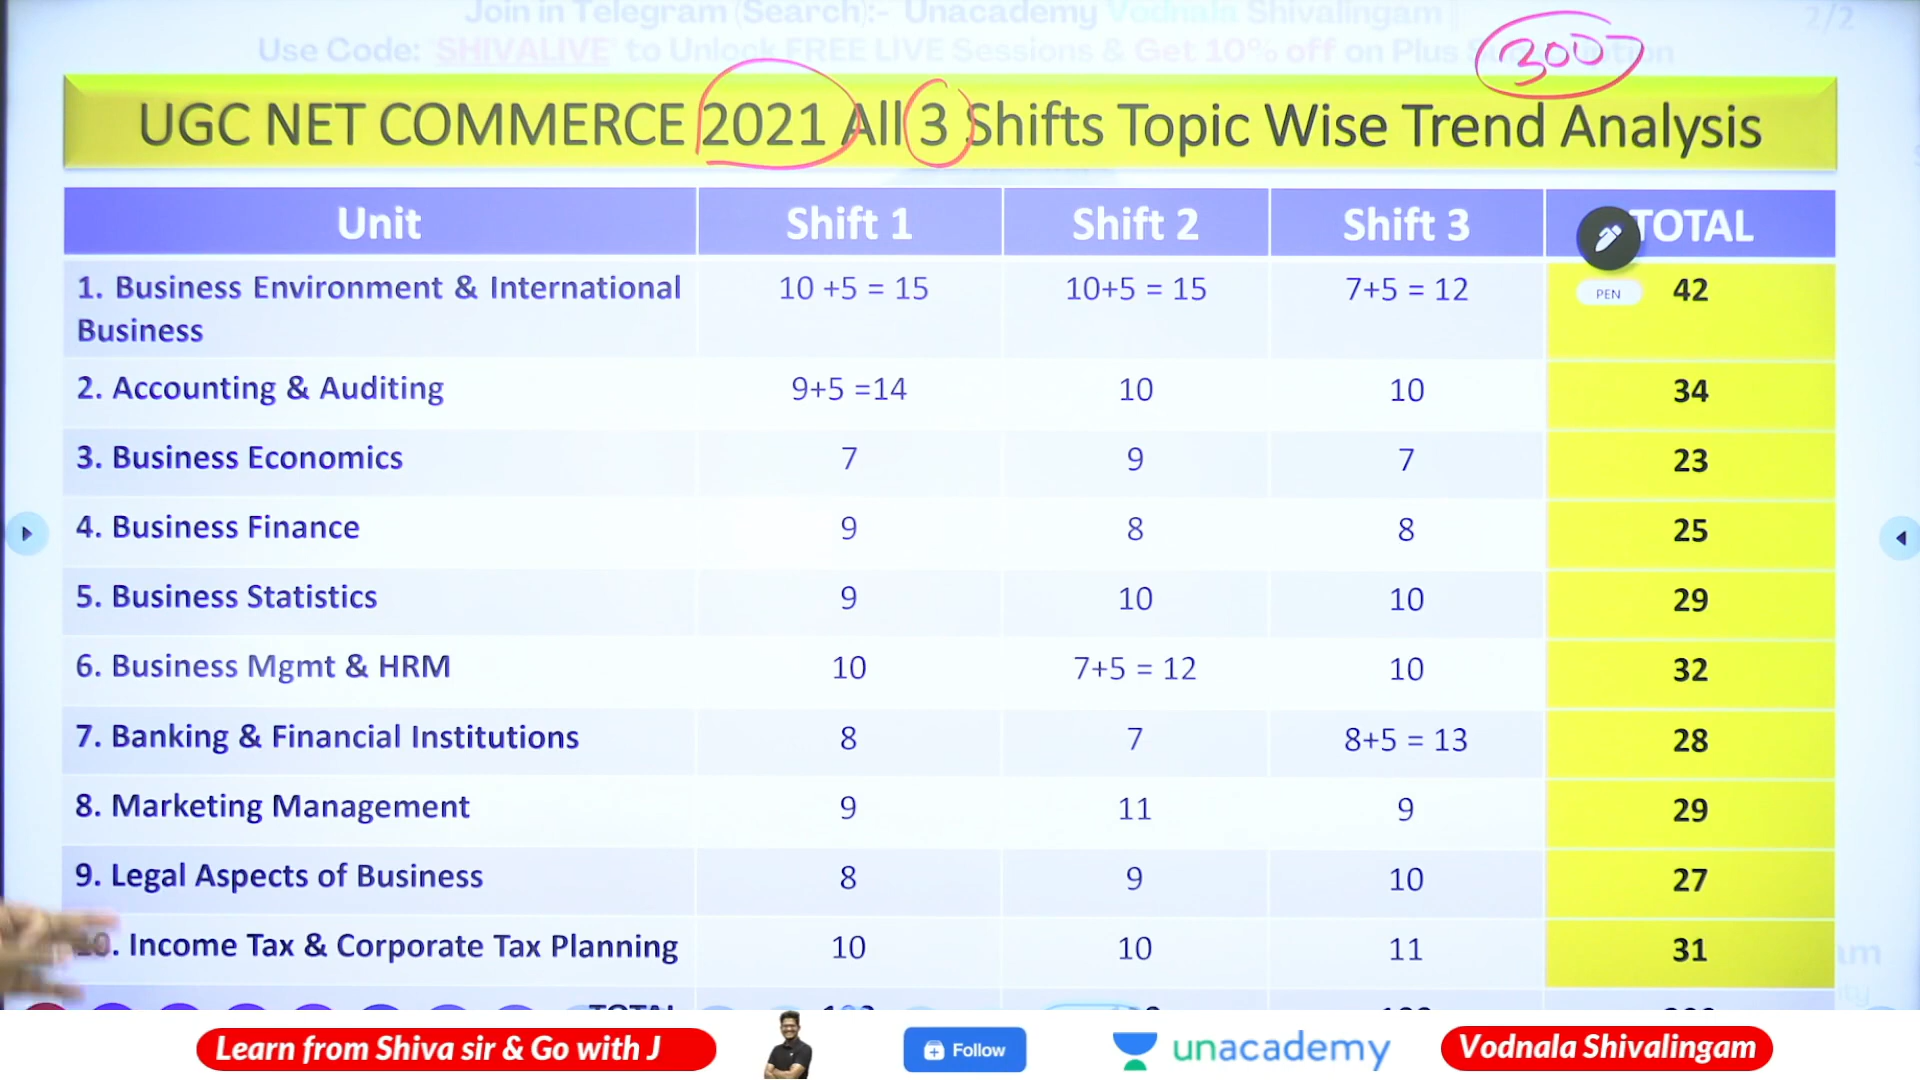 Join in Telegram (Search):- Unacademy Vodnala Shivalingam
2/2
Use Code: SHIVALIVE to Unlock FREE LIVE Sessions & Get 10% off on Plus
300
UGC NET COMMERCE 2021 All 3 Shifts Topic Wise Trend Analysis
Unit Shift 1 Shift 2 Shift 3 TOTAL
1. Business Environment & International Business 10 +5 = 15 10+5 = 15 7+5 = 12 42
PEN
2. Accounting & Auditing 9+5 =14 10 10 34
3. Business Economics 7 9 7 23
4. Business Finance 9 8 8 25
5. Business Statistics 9 10 10 29
6. Business Mgmt & HRM 10 7+5 = 12 10 32
7. Banking & Financial Institutions 8 7 8+5 = 13 28
8. Marketing Management 9 11 9 29
9. Legal Aspects of Business 8 9 10 27
10. Income Tax & Corporate Tax Planning 10 10 11 31
TOTAL
Learn from Shiva sir & Go with J
Follow
unacademy
Vodnala Shivalingam